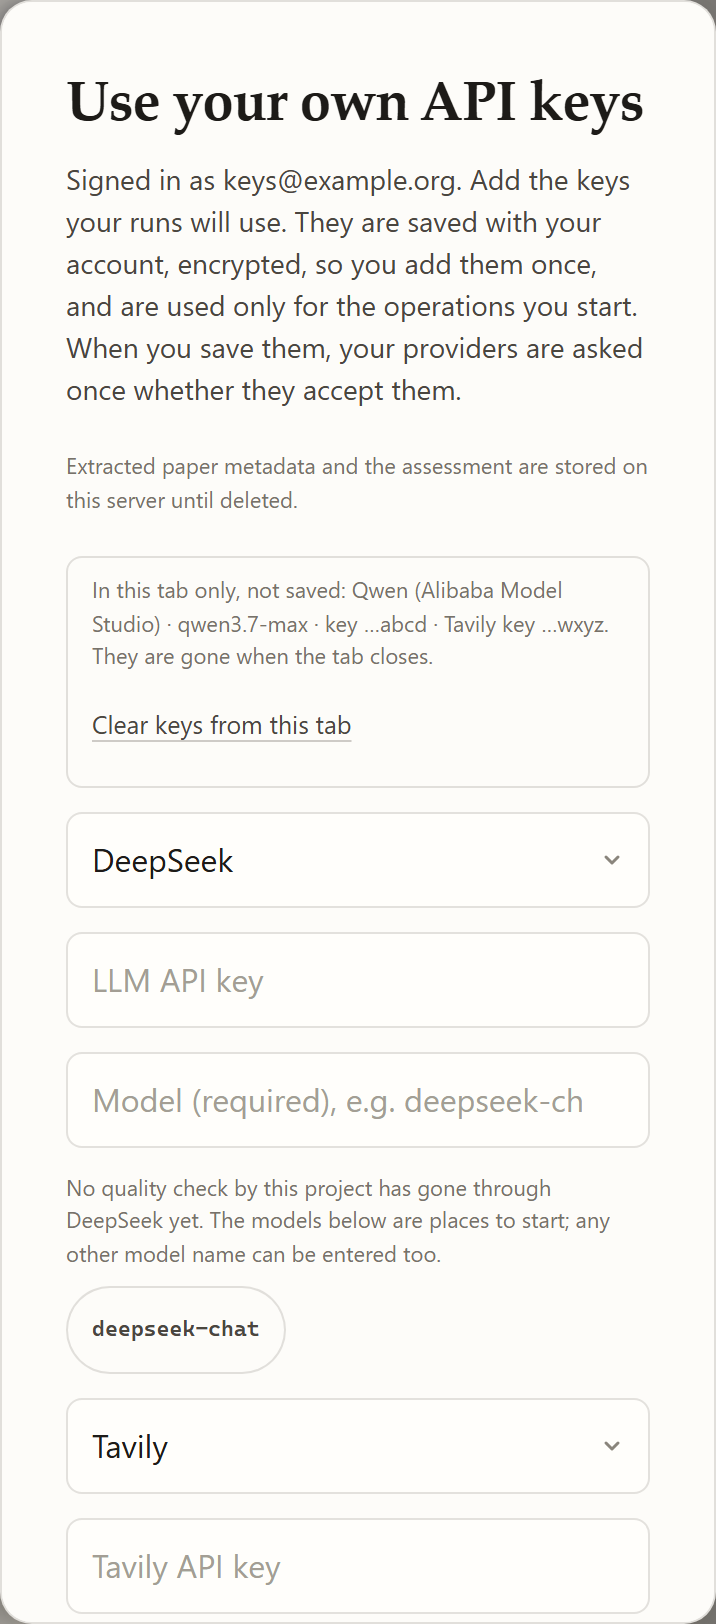 Use your own API keys
Signed in as keys@example.org. Add the keys
your runs will use. They are saved with your
account, encrypted, so you add them once,
and are used only for the operations you start.
When you save them, your providers are asked
once whether they accept them.
Extracted paper metadata and the assessment are stored on
this server until deleted.
In this tab only, not saved: Qwen (Alibaba Model
Studio) · qwen3.7-max · key …abcd · Tavily key …wxyz.
They are gone when the tab closes.
Clear keys from this tab
DeepSeek
LLM API key
Model (required), e.g. deepseek-ch
No quality check by this project has gone through
DeepSeek yet. The models below are places to start; any
other model name can be entered too.
deepseek-chat
Tavily
Tavily API key